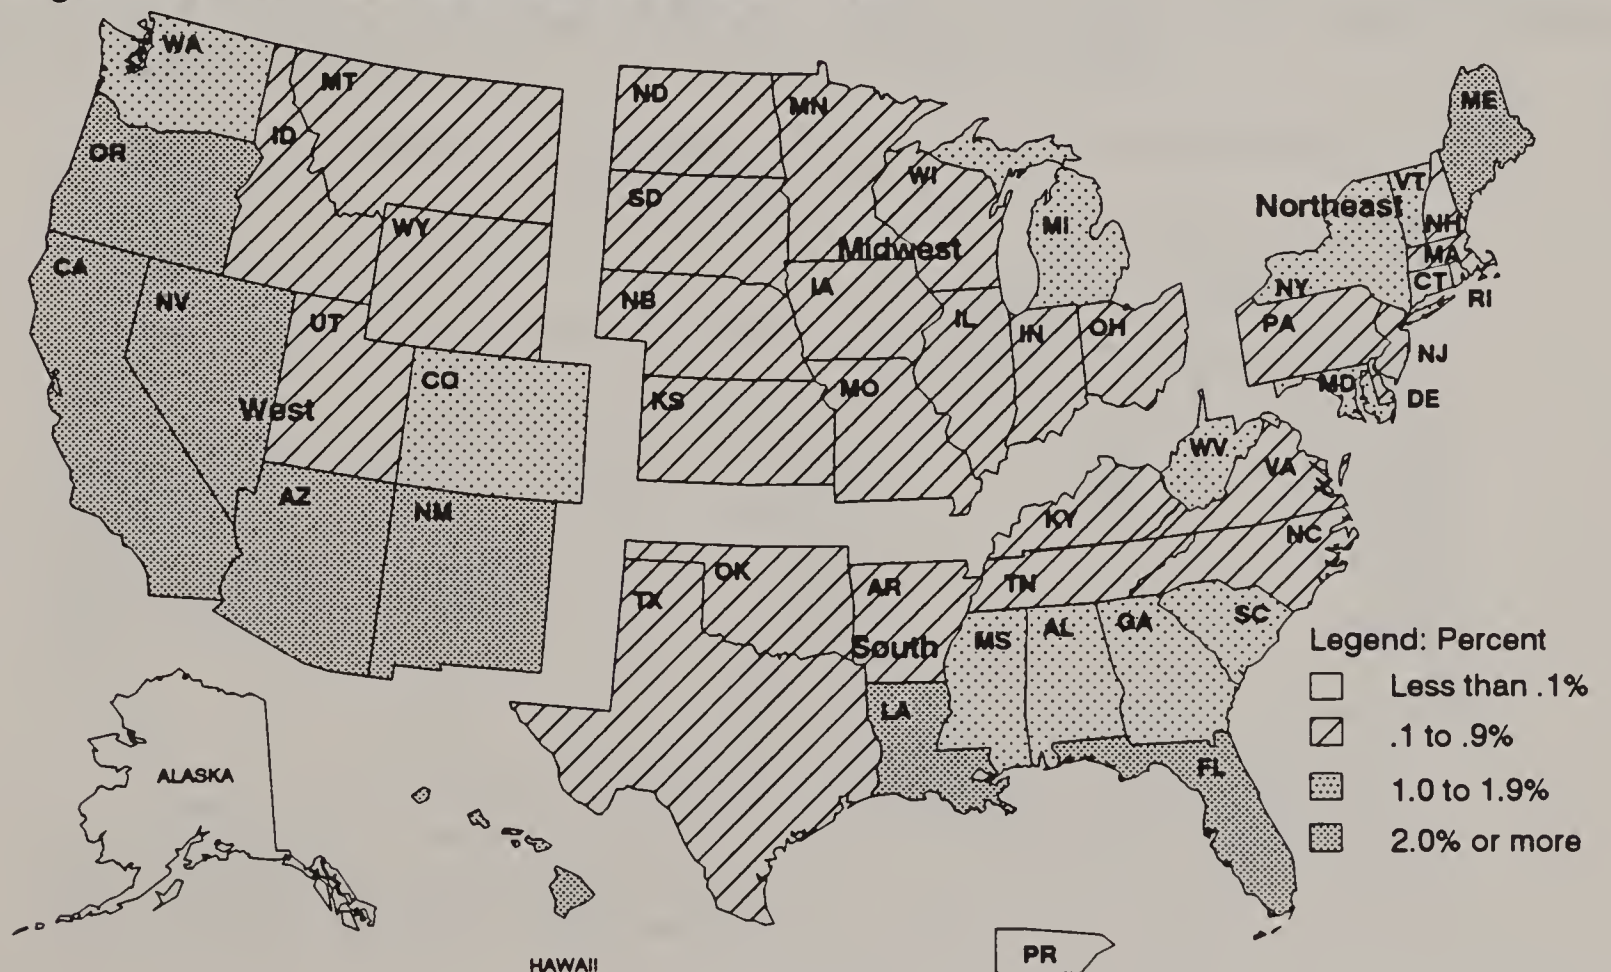 WA
MT
ND
MN
ME
ID
OR
WI
VT
SD
Northeast
MI
NH
WY
Midwest
MA
CA
CT
NV
NB
IA
NY
RI
UT
IL
IN
OH
PA
NJ
CO
MD
West
KS
MO
DE
WV
VA
AZ
NM
KY
NC
OK
AR
TN
TX
SC
GA
AL
MS
South
Legend: Percent
Less than .1%
.1 to .9%
1.0 to 1.9%
2.0% or more
LA
FL
ALASKA
HAWAII
PR